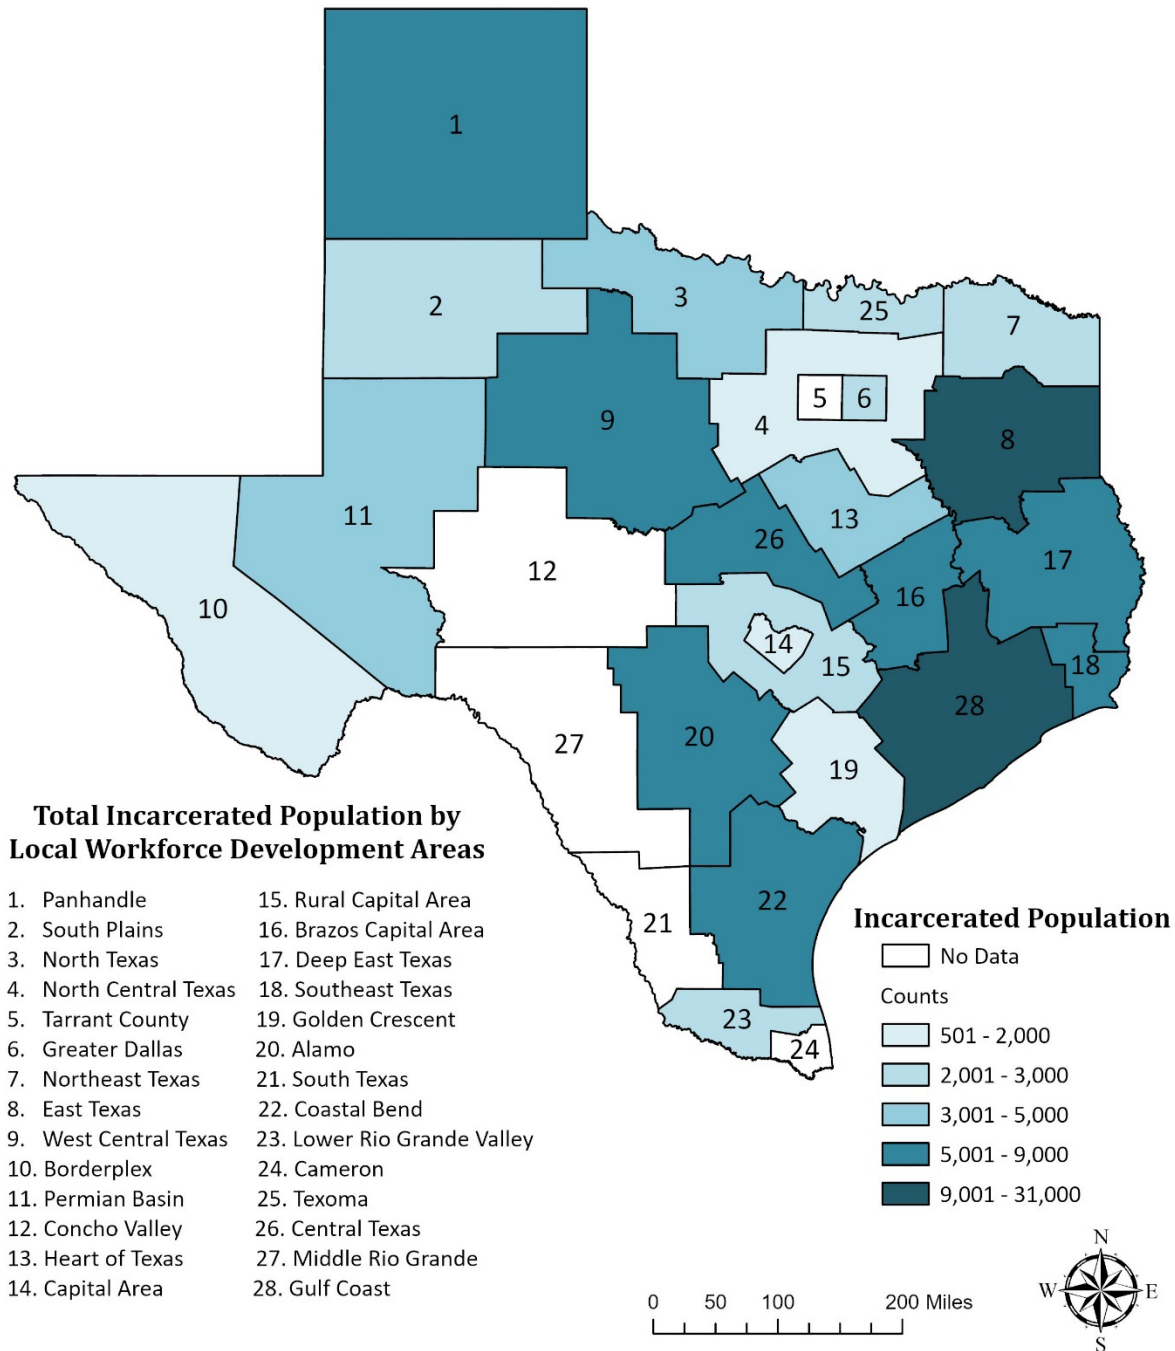 1
2
3
25
7
5
6
4
9
8
11
13
26
12
17
10
16
14
15
18
28
27
20
19
22
21
23
24
Total Incarcerated Population by
Local Workforce Development Areas
1. Panhandle
2. South Plains
3. North Texas
4. North Central Texas
5. Tarrant County
6. Greater Dallas
7. Northeast Texas
8. East Texas
9. West Central Texas
10. Borderplex
11. Permian Basin
12. Concho Valley
13. Heart of Texas
14. Capital Area
15. Rural Capital Area
16. Brazos Capital Area
17. Deep East Texas
18. Southeast Texas
19. Golden Crescent
20. Alamo
21. South Texas
22. Coastal Bend
23. Lower Rio Grande Valley
24. Cameron
25. Texoma
26. Central Texas
27. Middle Rio Grande
28. Gulf Coast
Incarcerated Population
No Data
Counts
501 - 2,000
2,001 - 3,000
3,001 - 5,000
5,001 - 9,000
9,001 - 31,000
0 50 100 200 Miles
N
W E
S